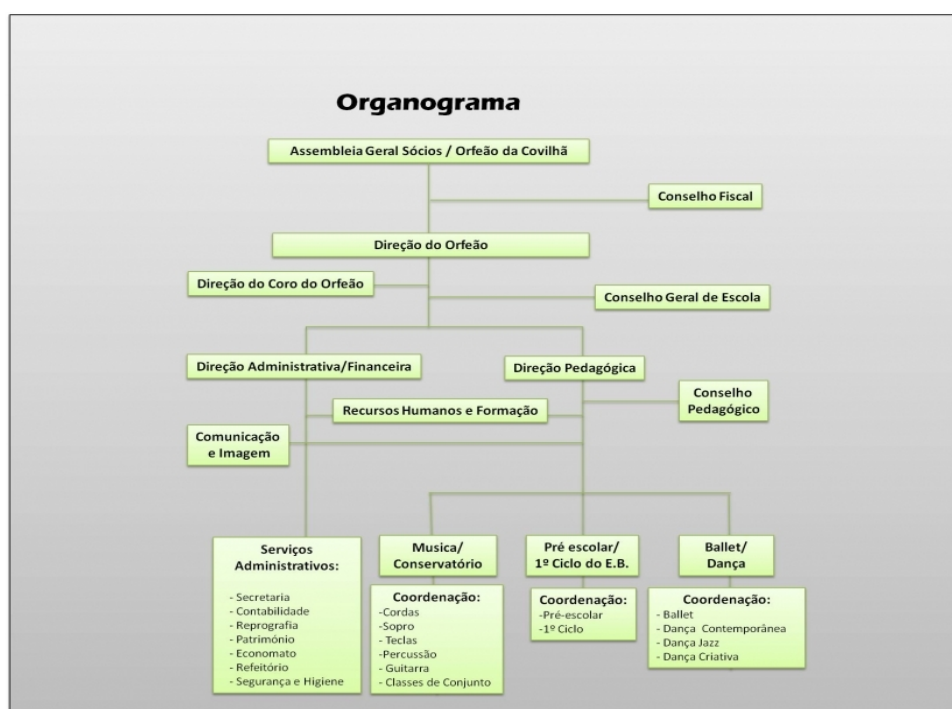 Organograma
Assembleia Geral Sócios / Orfeão da Covilhã
Conselho Fiscal
Direção do Orfeão
Direção do Coro do Orfeão
Conselho Geral de Escola
Direção Administrativa/Financeira
Direção Pedagógica
Conselho
Pedagógico
Recursos Humanos e Formação
Comunicação
e Imagem
Serviços
Administrativos:
- Secretaria
- Contabilidade
- Reprografia
- Património
- Economato
- Refeitório
- Segurança e Higiene
Musica/
Conservatório
Coordenação:
-Cordas
-Sopro
- Teclas
-Percussão
- Guitarra
- Classes de Conjunto
Pré escolar/
1º Ciclo do E.B.
Coordenação:
-Pré-escolar
-1º Ciclo
Ballet/
Dança
Coordenação:
- Ballet
- Dança Contemporânea
- Dança Jazz
- Dança Criativa